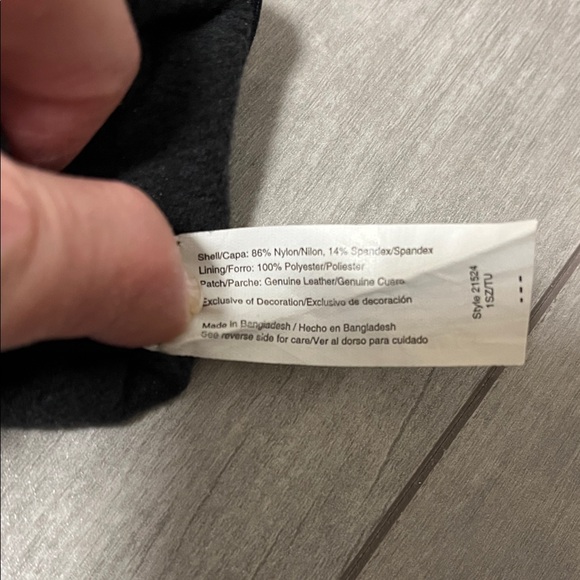 Shell/Capa: 86% Nylon/Nilon, 14% Spandex/Spandex
Lining/Forro: 100% Polyester/Poliester
Patch/Parche: Genuine Leather/Genuine Cuero
Exclusive of Decoration/Exclusivo de decoración
Made in Bangladesh / Hecho en Bangladesh
See reverse side for care/Ver al dorso para cuidado
Style 21524
1SZ/TU